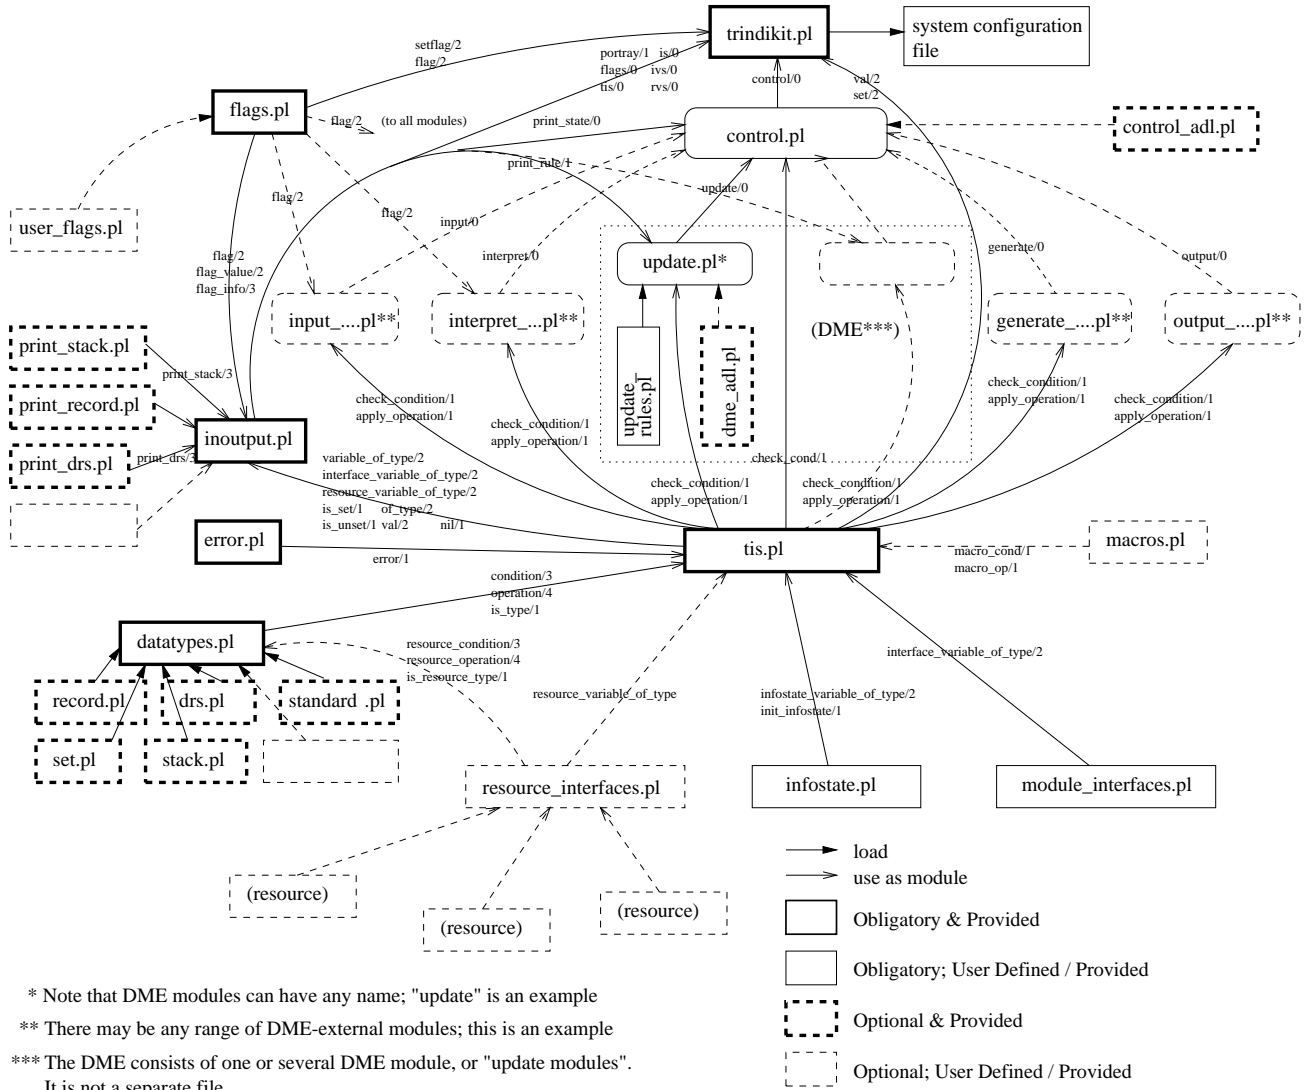 trindikit.pl
system configuration
file
setflag/2
flag/2
portray/1 is/0
flags/0 ivs/0
tis/0 rvs/0
control/0
val/2
set/2
flags.pl
flag/2
(to all modules)
print_state/0
control.pl
control_adl.pl
print_rule/1
update/0
user_flags.pl
flag/2
flag/2
input/0
interpret/0
generate/0
output/0
flag/2
flag_value/2
flag_info/3
update.pl*
input_....pl**
interpret_...pl**
(DME***)
generate_....pl**
output_....pl**
print_stack.pl
print_stack/3
update_
rules.pl
dme_adl.pl
print_record.pl
check_condition/1
apply_operation/1
check_condition/1
apply_operation/1
check_condition/1
apply_operation/1
check_condition/1
apply_operation/1
inoutput.pl
print_drs.pl
print_drs/3
variable_of_type/2
interface_variable_of_type/2
resource_variable_of_type/2
is_set/1 of_type/2
is_unset/1 val/2 nil/1
check_cond/1
check_condition/1
apply_operation/1
check_condition/1
apply_operation/1
error.pl
error/1
tis.pl
macro_cond/1
macro_op/1
macros.pl
condition/3
operation/4
is_type/1
datatypes.pl
resource_condition/3
resource_operation/4
is_resource_type/1
interface_variable_of_type/2
record.pl
drs.pl
standard .pl
resource_variable_of_type
infostate_variable_of_type/2
init_infostate/1
set.pl
stack.pl
resource_interfaces.pl
infostate.pl
module_interfaces.pl
(resource)
(resource)
(resource)
load
use as module
Obligatory & Provided
Obligatory; User Defined / Provided
Optional & Provided
Optional; User Defined / Provided
* Note that DME modules can have any name; "update" is an example
** There may be any range of DME-external modules; this is an example
*** The DME consists of one or several DME module, or "update modules".
It is not a separate file